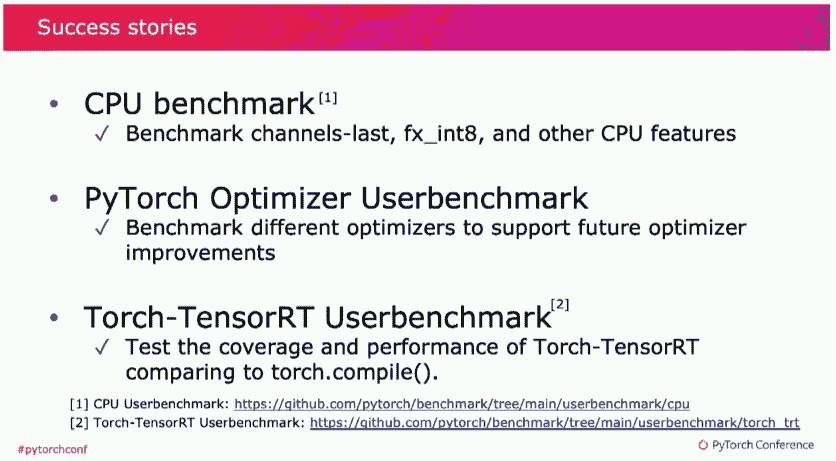 Success stories
• CPU benchmark[1]
✓ Benchmark channels-last, fx_int8, and other CPU features
• PyTorch Optimizer Userbenchmark
✓ Benchmark different optimizers to support future optimizer
improvements
• Torch-TensorRT Userbenchmark[2]
✓ Test the coverage and performance of Torch-TensorRT
comparing to torch.compile().
[1] CPU Userbenchmark: https://github.com/pytorch/benchmark/tree/main/userbenchmark/cpu
[2] Torch-TensorRT Userbenchmark: https://github.com/pytorch/benchmark/tree/main/userbenchmark/torch_trt
#pytorchconf
PyTorch Conference